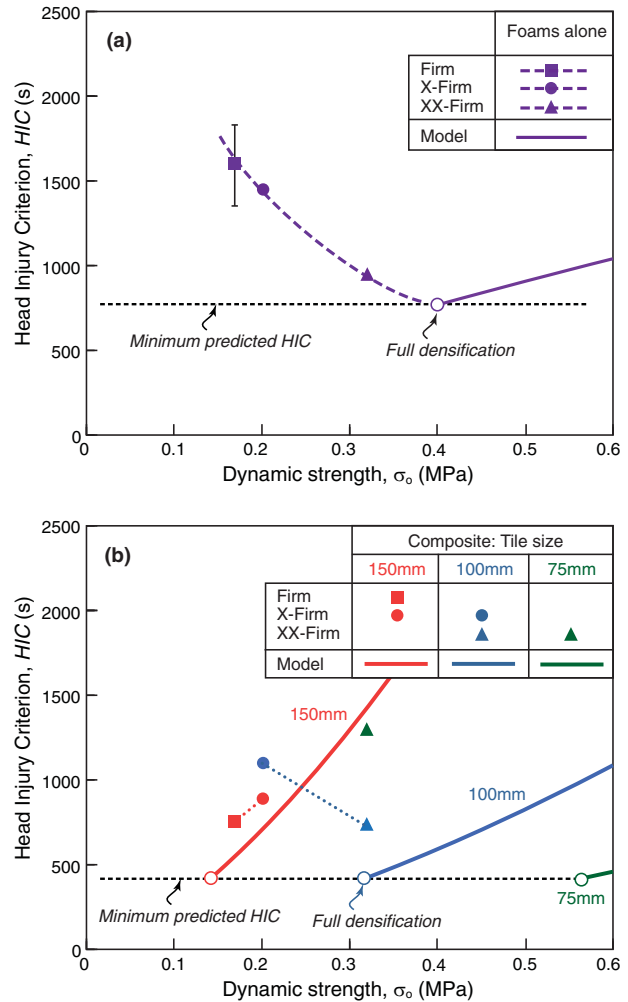 2500
(a)
Foams alone
Firm
X-Firm
XX-Firm
Model
2000
1500
1000
500
0
Head Injury Criterion, HIC (s)
Minimum predicted HIC
Full densification
0 0.1 0.2 0.3 0.4 0.5 0.6
Dynamic strength, σo (MPa)
2500
(b)
Composite: Tile size
150mm 100mm 75mm
Firm
X-Firm
XX-Firm
Model
2000
1500
1000
500
0
Head Injury Criterion, HIC (s)
150mm
100mm
75mm
Minimum predicted HIC
Full densification
0 0.1 0.2 0.3 0.4 0.5 0.6
Dynamic strength, σo (MPa)